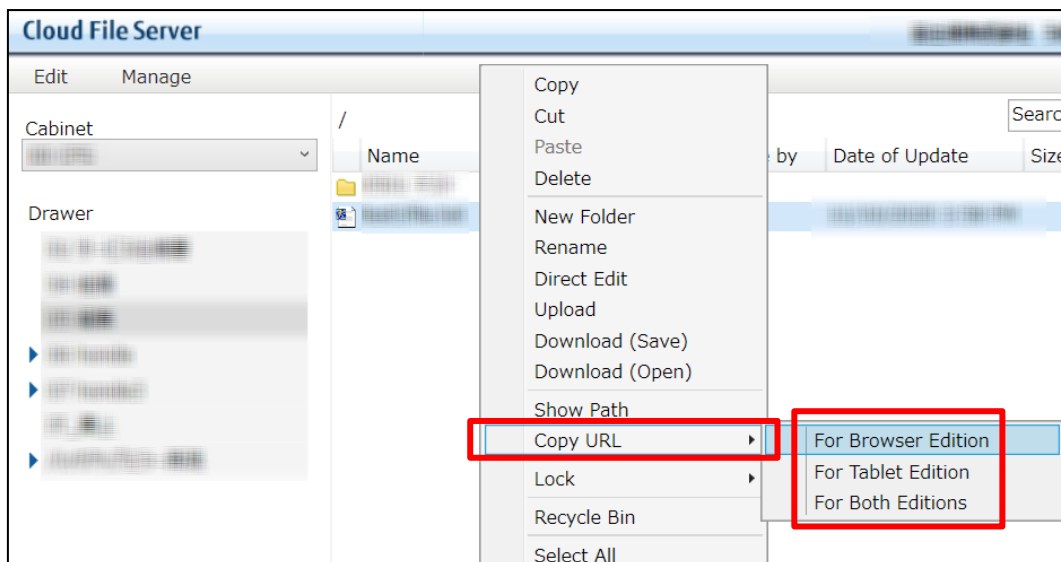 Cloud File Server
Edit Manage
Cabinet
Drawer
/
Searc
Name by Date of Update Size
Copy
Cut
Paste
Delete
New Folder
Rename
Direct Edit
Upload
Download (Save)
Download (Open)
Show Path
Copy URL
Lock
Recycle Bin
Select All
For Browser Edition
For Tablet Edition
For Both Editions